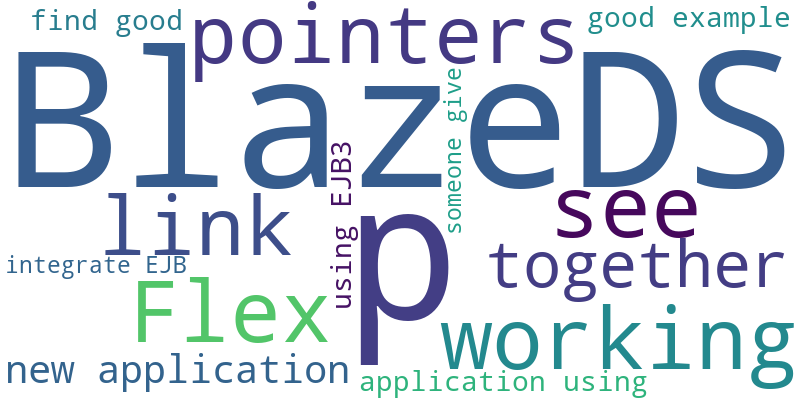 find good
pointers
good example
BlazeDS
someone give
using EJB3
link
p
see
together
integrate EJB
Flex
working
new application
application using